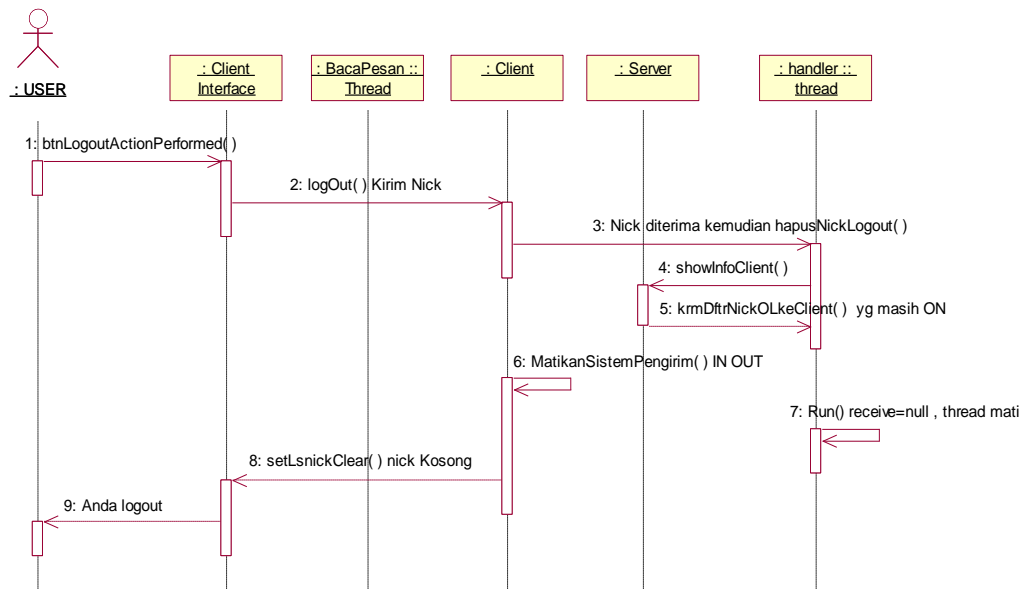 : USER
: Client
Interface
: BacaPesan ::
Thread
: Client
: Server
: handler ::
thread
1: btnLogoutActionPerformed( )
2: logOut( ) Kirim Nick
3: Nick diterima kemudian hapusNickLogout( )
4: showInfoClient( )
5: krmDftrNickOLkeClient( )  yg masih ON
6: MatikanSistemPengirim( ) IN OUT
7: Run() receive=null , thread mati
8: setLsnickClear( ) nick Kosong
9: Anda logout